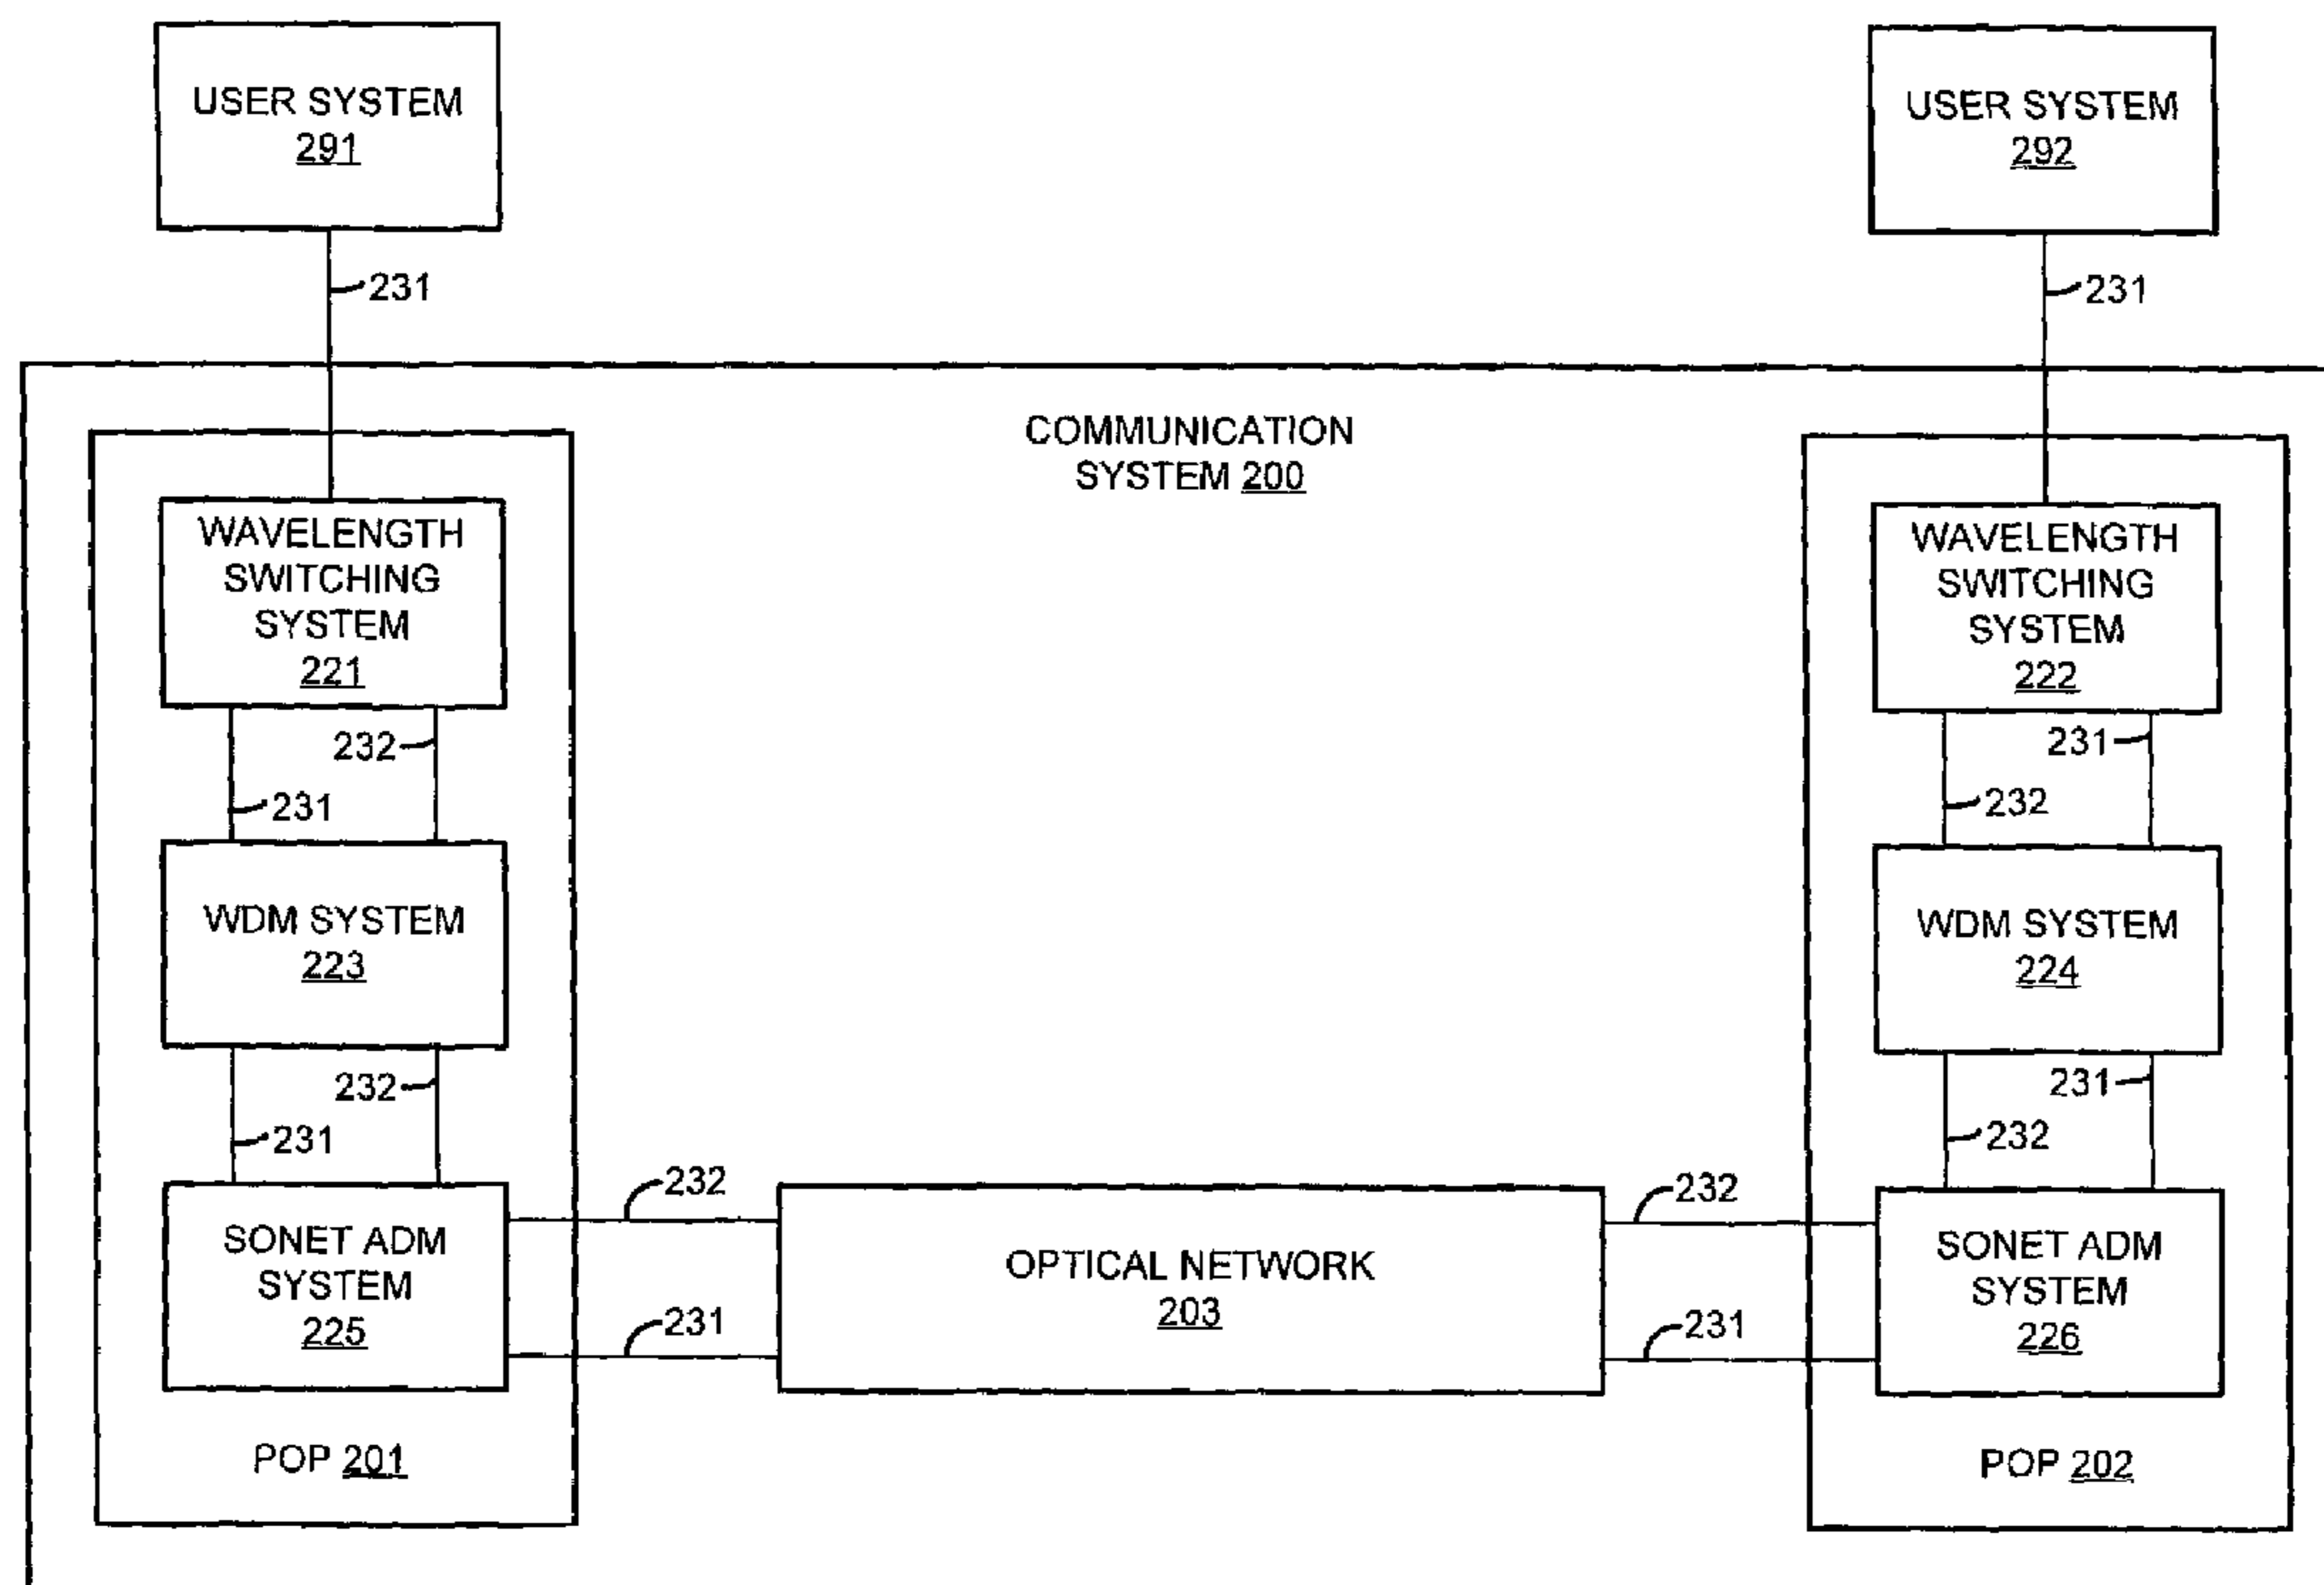 USER SYSTEM
291
USER SYSTEM
292
231
231
COMMUNICATION
SYSTEM 200
WAVELENGTH
SWITCHING
SYSTEM
221
WAVELENGTH
SWITCHING
SYSTEM
222
232
231
231
232
WDM SYSTEM
223
WDM SYSTEM
224
232
231
231
232
SONET ADM
SYSTEM
225
232
231
OPTICAL NETWORK
203
232
231
SONET ADM
SYSTEM
226
POP 201
POP 202